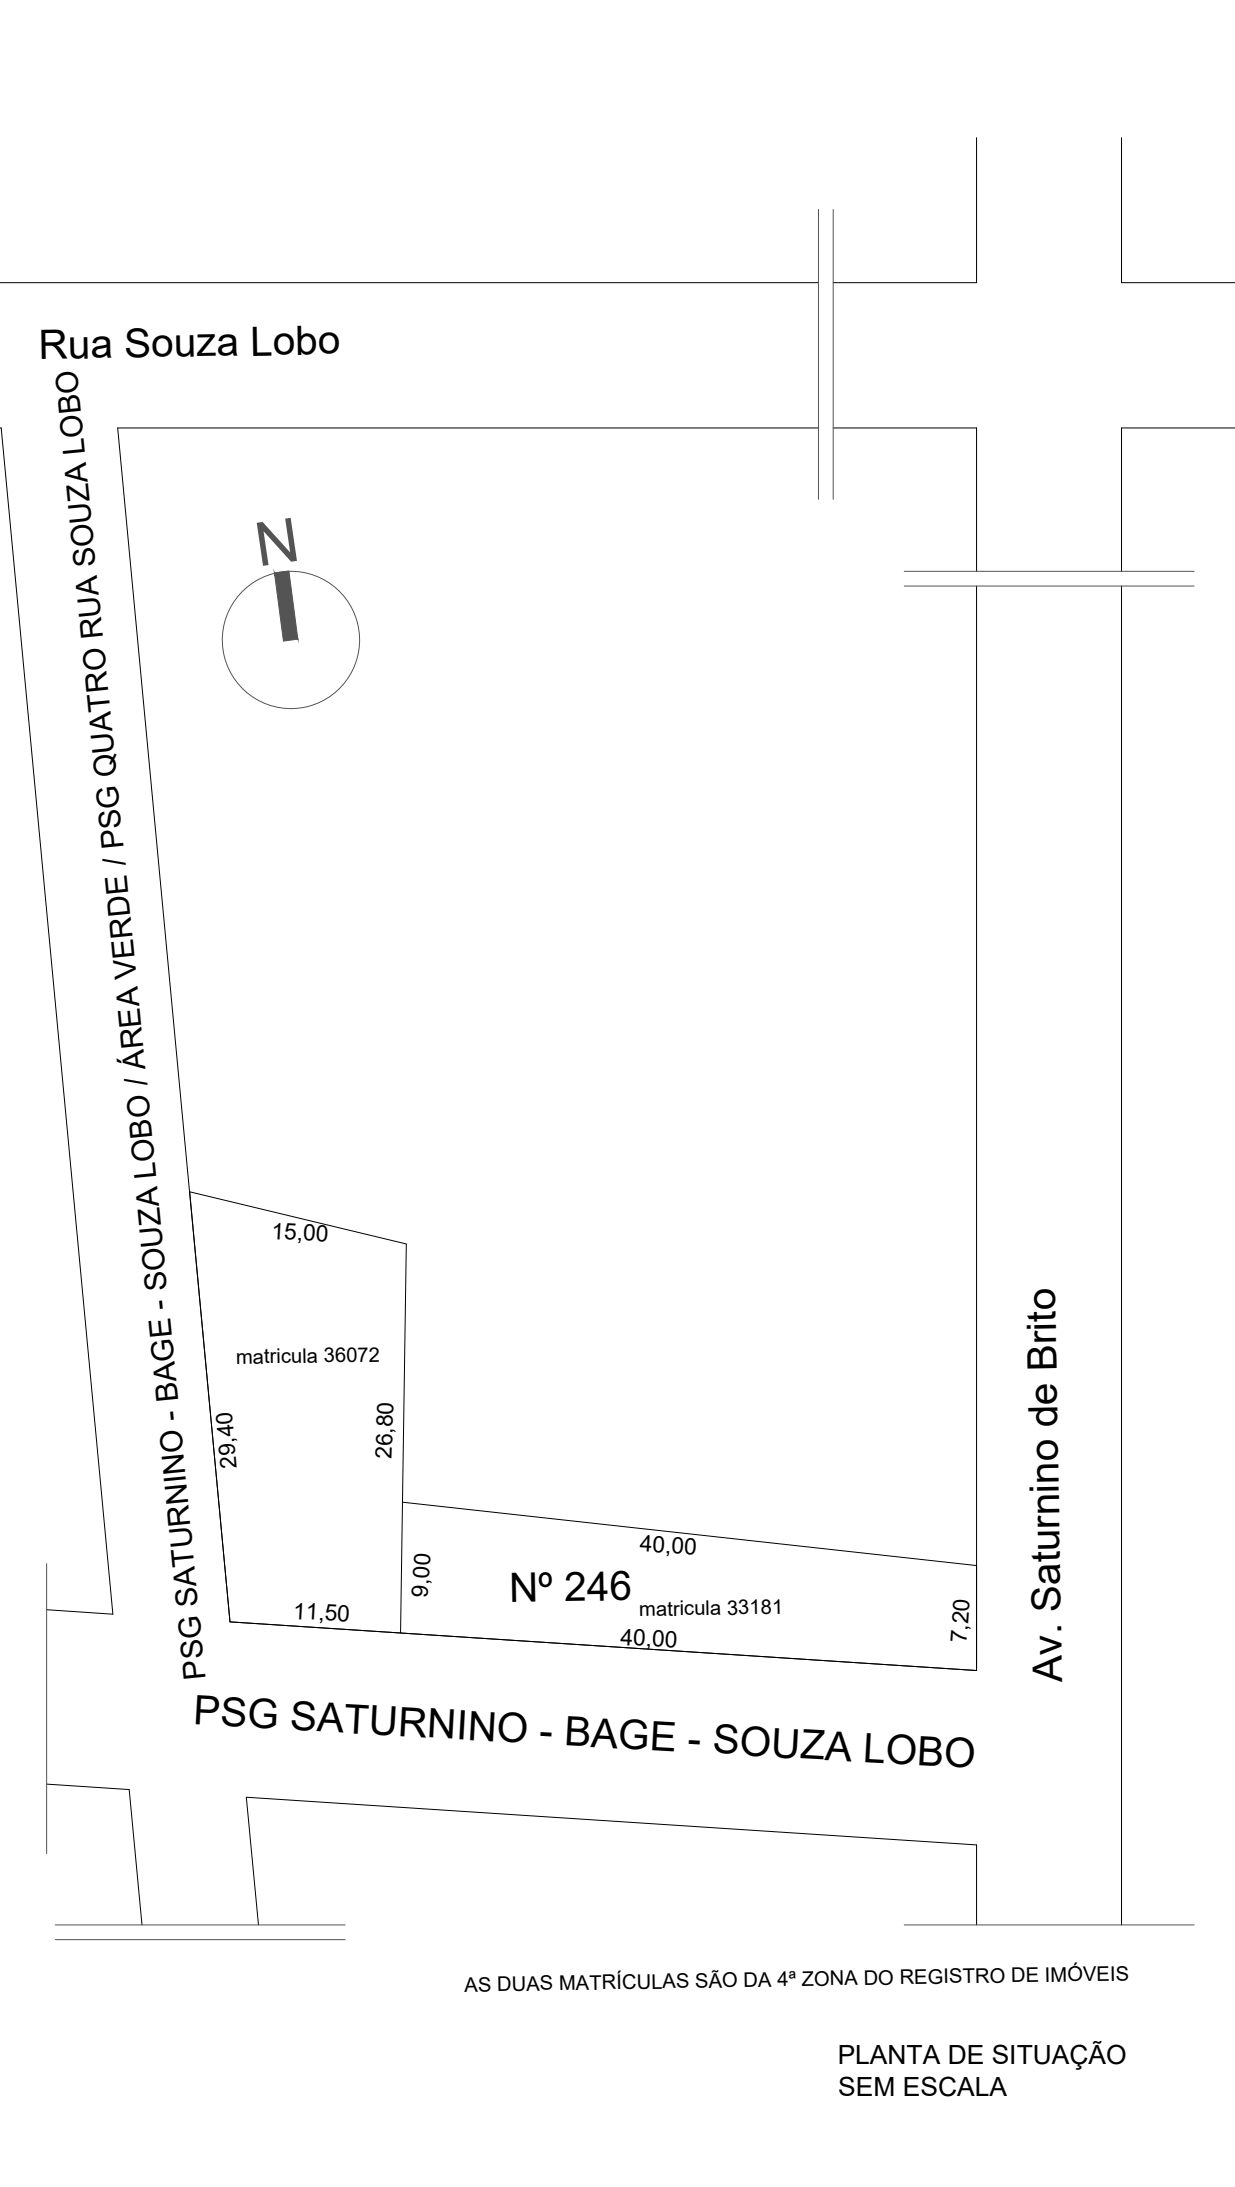 Rua Souza Lobo
PSG SATURNINO - BAGE - SOUZA LOBO / ÁREA VERDE / PSG QUATRO RUA SOUZA LOBO
N
15,00
matricula 36072
29,40
26,80
11,50
9,00
40,00
Nº 246
matricula 33181
40,00
7,20
Av. Saturnino de Brito
PSG SATURNINO - BAGE - SOUZA LOBO
AS DUAS MATRÍCULAS SÃO DA 4ª ZONA DO REGISTRO DE IMÓVEIS
PLANTA DE SITUAÇÃO
SEM ESCALA